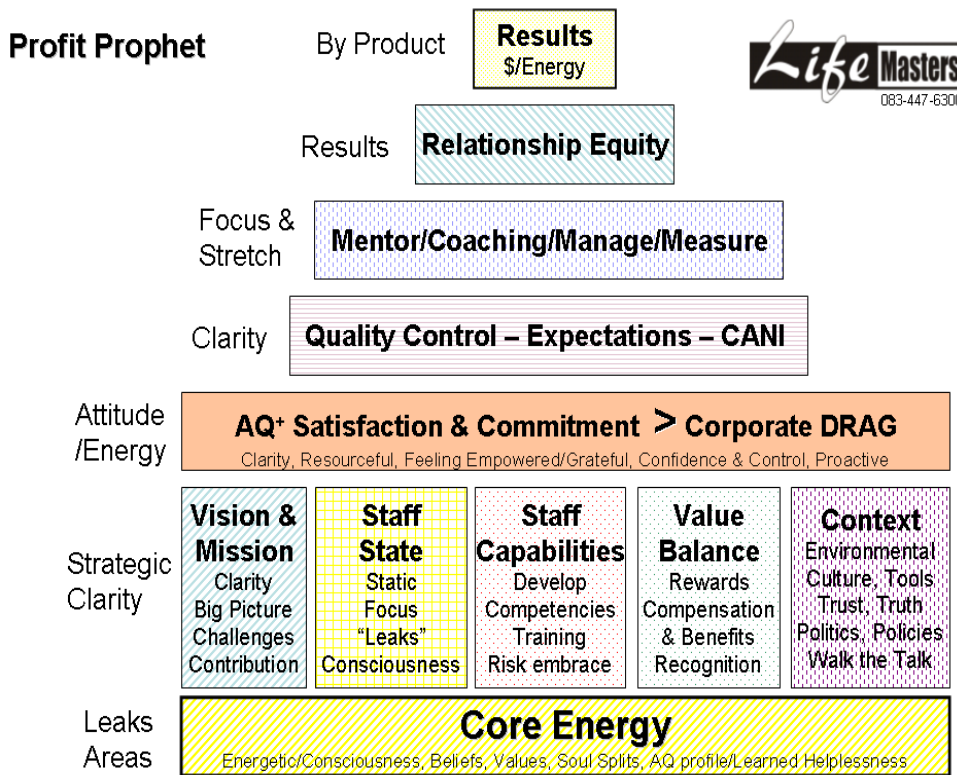 Profit Prophet
By Product
Results
$/Energy
Life Masters
083-447-6300
Results
Relationship Equity
Focus &
Stretch
Mentor/Coaching/Manage/Measure
Clarity
Quality Control – Expectations – CANI
Attitude
/Energy
AQ⁺ Satisfaction & Commitment > Corporate DRAG
Clarity, Resourceful, Feeling Empowered/Grateful, Confidence & Control, Proactive
Strategic
Clarity
Vision &
Mission
Clarity
Big Picture
Challenges
Contribution
Staff
State
Static
Focus
“Leaks”
Consciousness
Staff
Capabilities
Develop
Competencies
Training
Risk embrace
Value
Balance
Rewards
Compensation
& Benefits
Recognition
Context
Environmental
Culture, Tools
Trust, Truth
Politics, Policies
Walk the Talk
Leaks
Areas
Core Energy
Energetic/Consciousness, Beliefs, Values, Soul Splits, AQ profile/Learned Helplessness